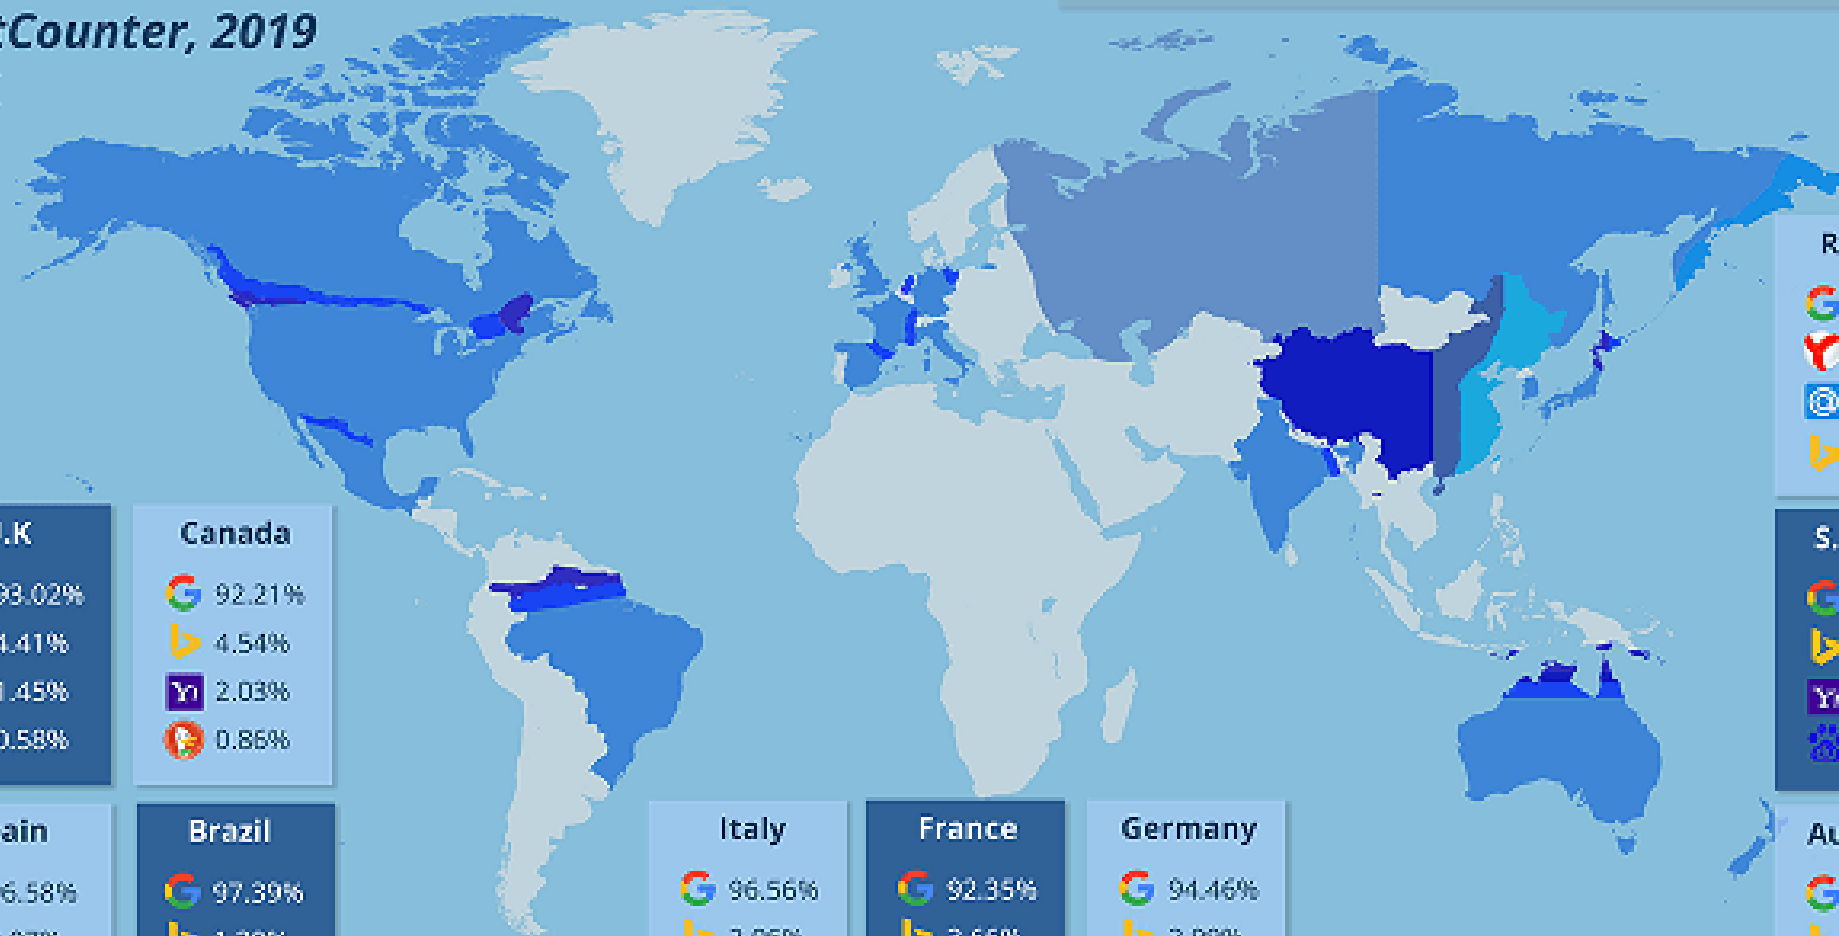 tCounter, 2019
.K
93.02%
4.41%
1.45%
0.58%
Canada
92.21%
4.54%
2.03%
0.86%
ain
6.58%
Brazil
97.39%
Italy
96.56%
France
92.35%
Germany
94.46%
R
S.
Au